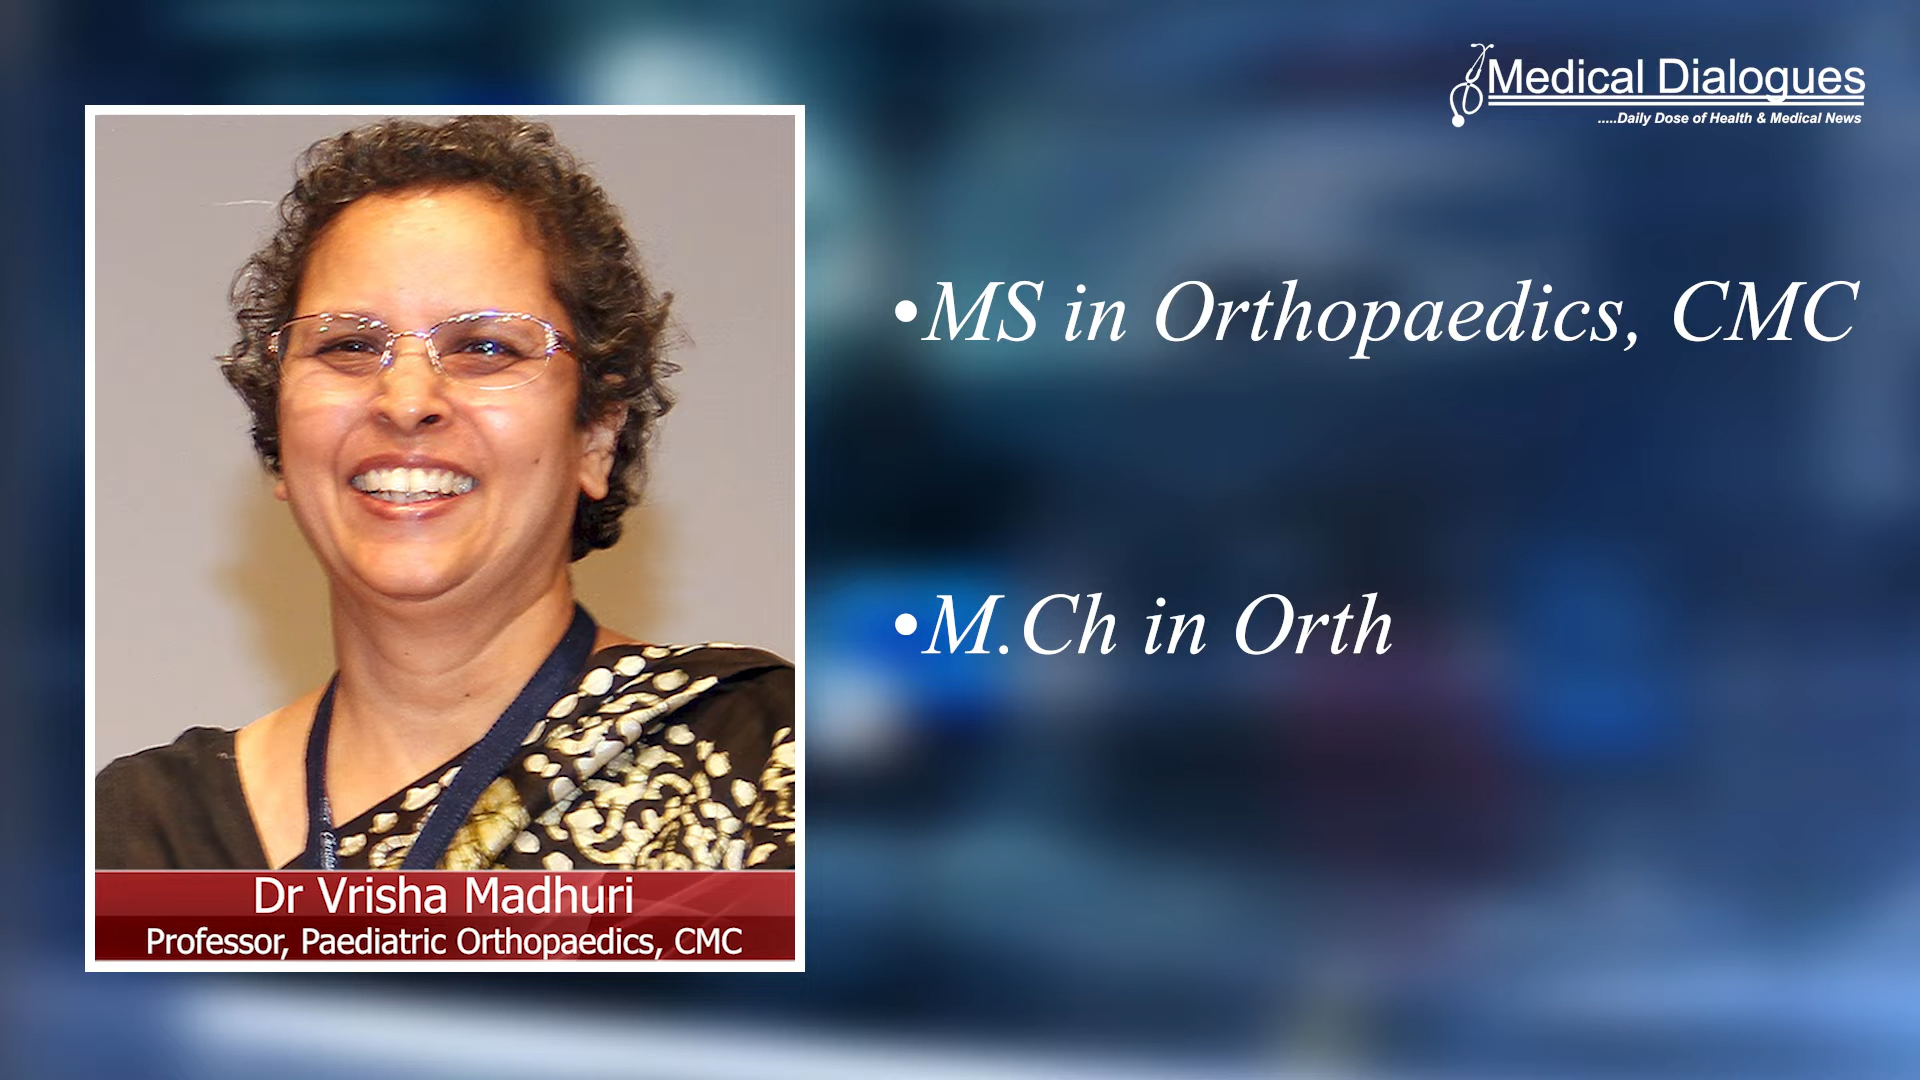 Medical Dialogues
.....Daily Dose of Health & Medical News
•MS in Orthopaedics, CMC
•M.Ch in Orth
Dr Vrisha Madhuri
Professor, Paediatric Orthopaedics, CMC